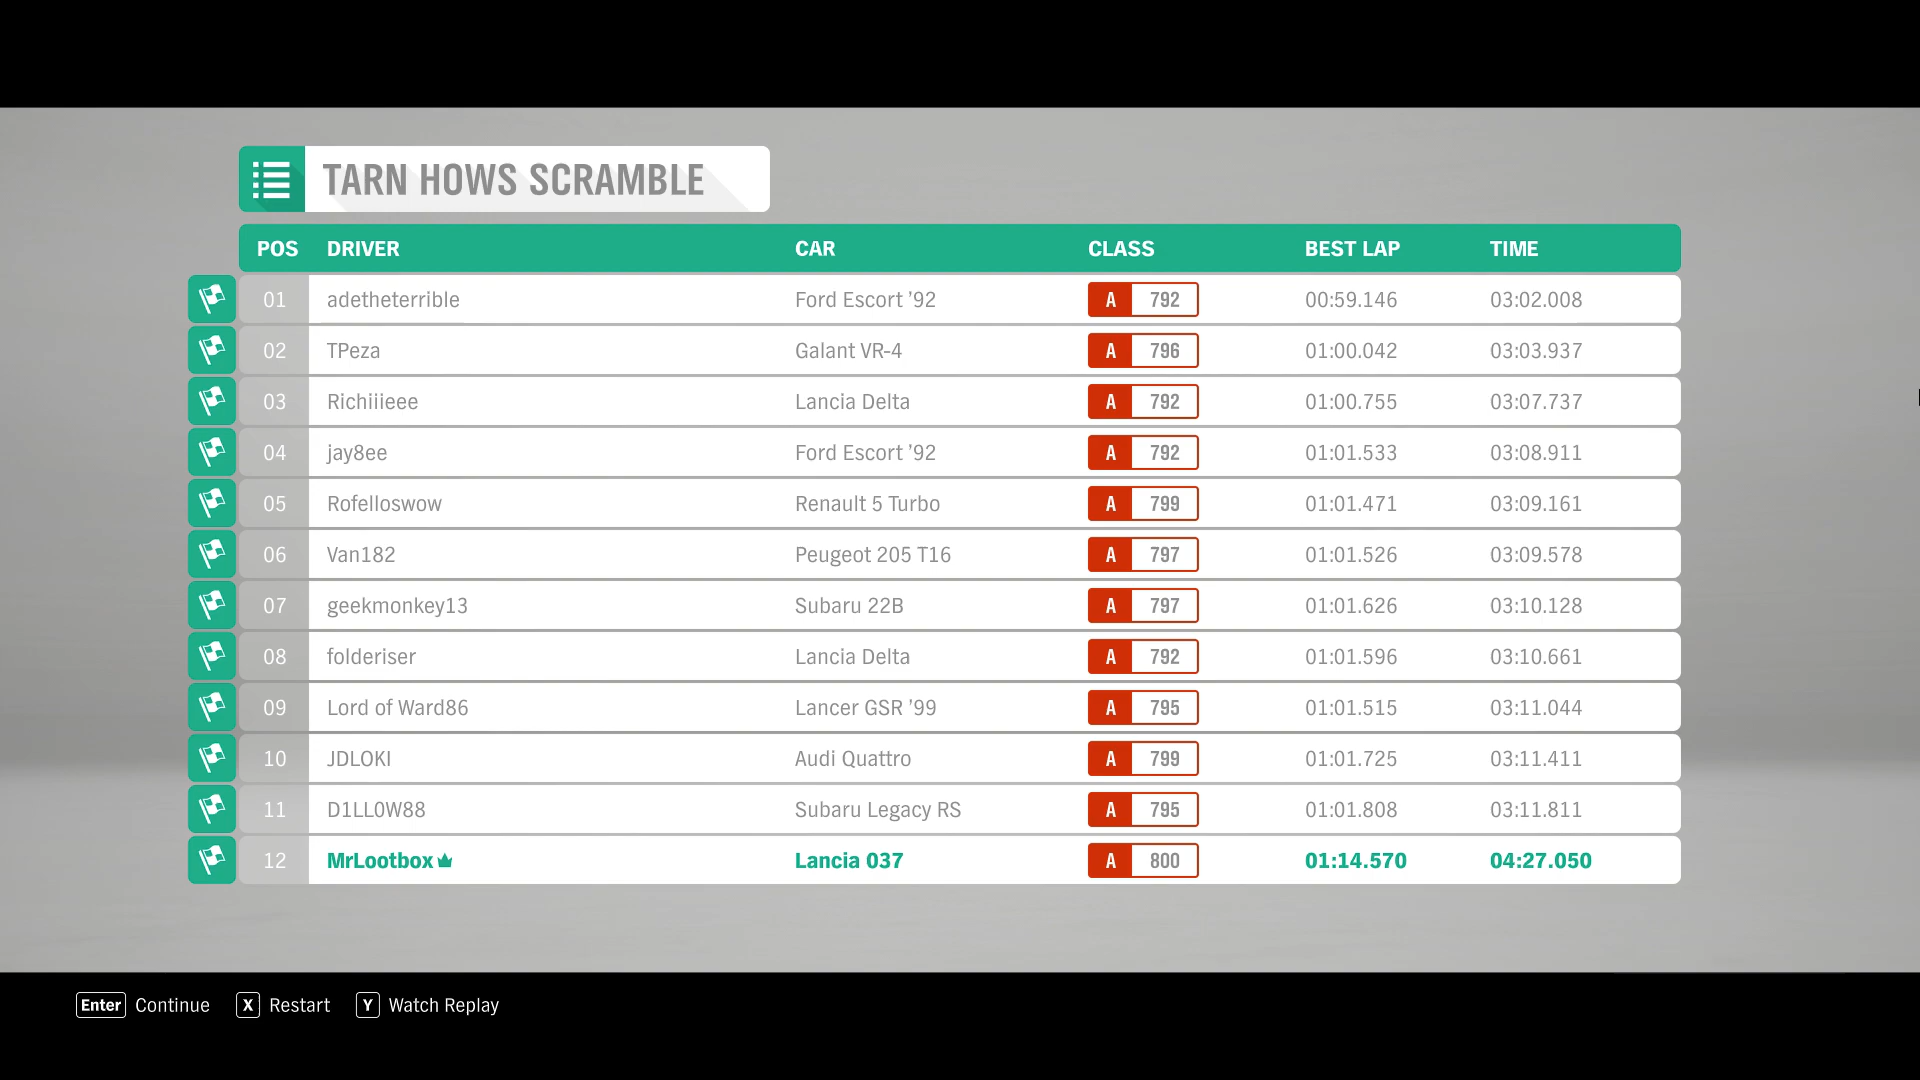 TARN HOWS SCRAMBLE
POS DRIVER CAR CLASS BEST LAP TIME
01 adetheterrible Ford Escort '92 A 792 00:59.146 03:02.008
02 TPeza Galant VR-4 A 796 01:00.042 03:03.937
03 Richiiieee Lancia Delta A 792 01:00.755 03:07.737
04 jay8ee Ford Escort '92 A 792 01:01.533 03:08.911
05 Rofelloswow Renault 5 Turbo A 799 01:01.471 03:09.161
06 Van182 Peugeot 205 T16 A 797 01:01.526 03:09.578
07 geekmonkey13 Subaru 22B A 797 01:01.626 03:10.128
08 folderiser Lancia Delta A 792 01:01.596 03:10.661
09 Lord of Ward86 Lancer GSR '99 A 795 01:01.515 03:11.044
10 JDLOKI Audi Quattro A 799 01:01.725 03:11.411
11 D1LL0W88 Subaru Legacy RS A 795 01:01.808 03:11.811
12 MrLootbox Lancia 037 A 800 01:14.570 04:27.050
Enter Continue X Restart Y Watch Replay